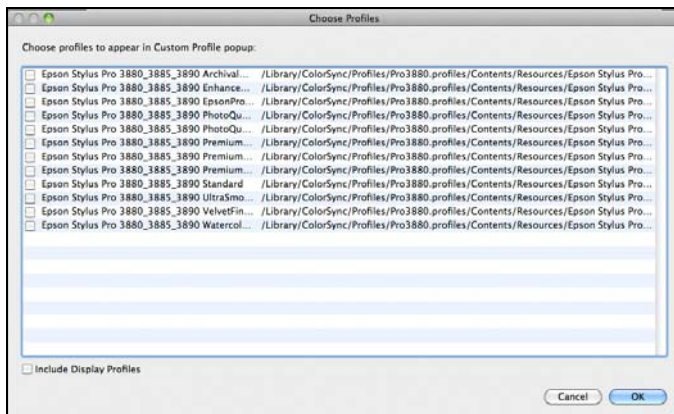 Choose Profiles
Choose profiles to appear in Custom Profile popup:
Epson Stylus Pro 3880_3885_3890 Archival... /Library/ColorSync/Profiles/Pro3880.profiles/Contents/Resources/Epson Stylus Pro...
Epson Stylus Pro 3880_3885_3890 Enhance... /Library/ColorSync/Profiles/Pro3880.profiles/Contents/Resources/Epson Stylus Pro...
Epson Stylus Pro 3880_3885_3890 EpsonPro... /Library/ColorSync/Profiles/Pro3880.profiles/Contents/Resources/Epson Stylus Pro...
Epson Stylus Pro 3880_3885_3890 PhotoQu... /Library/ColorSync/Profiles/Pro3880.profiles/Contents/Resources/Epson Stylus Pro...
Epson Stylus Pro 3880_3885_3890 PhotoQu... /Library/ColorSync/Profiles/Pro3880.profiles/Contents/Resources/Epson Stylus Pro...
Epson Stylus Pro 3880_3885_3890 Premium... /Library/ColorSync/Profiles/Pro3880.profiles/Contents/Resources/Epson Stylus Pro...
Epson Stylus Pro 3880_3885_3890 Premium... /Library/ColorSync/Profiles/Pro3880.profiles/Contents/Resources/Epson Stylus Pro...
Epson Stylus Pro 3880_3885_3890 Premium... /Library/ColorSync/Profiles/Pro3880.profiles/Contents/Resources/Epson Stylus Pro...
Epson Stylus Pro 3880_3885_3890 Standard /Library/ColorSync/Profiles/Pro3880.profiles/Contents/Resources/Epson Stylus Pro...
Epson Stylus Pro 3880_3885_3890 UltraSmo... /Library/ColorSync/Profiles/Pro3880.profiles/Contents/Resources/Epson Stylus Pro...
Epson Stylus Pro 3880_3885_3890 VelvetFin... /Library/ColorSync/Profiles/Pro3880.profiles/Contents/Resources/Epson Stylus Pro...
Epson Stylus Pro 3880_3885_3890 Watercol... /Library/ColorSync/Profiles/Pro3880.profiles/Contents/Resources/Epson Stylus Pro...
Include Display Profiles
Cancel OK